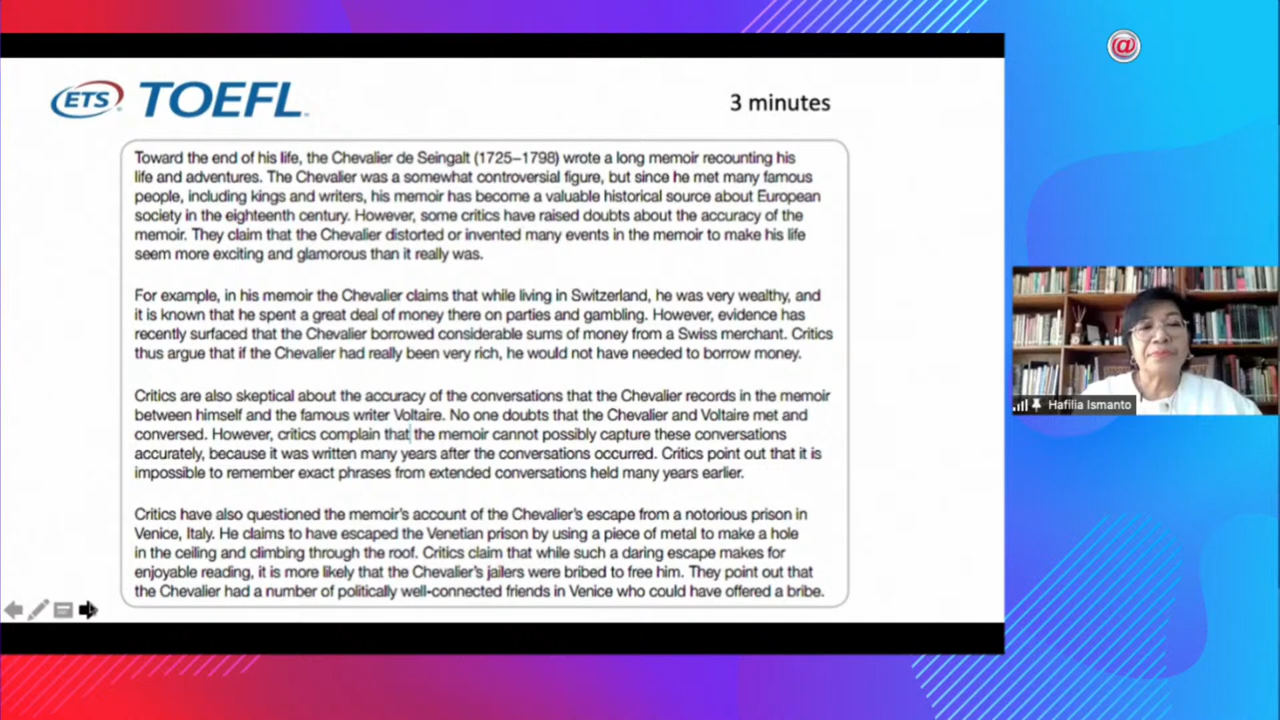 @
ETS TOEFL
3 minutes
Toward the end of his life, the Chevalier de Seingalt (1725–1798) wrote a long memoir recounting his
life and adventures. The Chevalier was a somewhat controversial figure, but since he met many famous
people, including kings and writers, his memoir has become a valuable historical source about European
society in the eighteenth century. However, some critics have raised doubts about the accuracy of the
memoir. They claim that the Chevalier distorted or invented many events in the memoir to make his life
seem more exciting and glamorous than it really was.
For example, in his memoir the Chevalier claims that while living in Switzerland, he was very wealthy, and
it is known that he spent a great deal of money there on parties and gambling. However, evidence has
recently surfaced that the Chevalier borrowed considerable sums of money from a Swiss merchant. Critics
thus argue that if the Chevalier had really been very rich, he would not have needed to borrow money.
Critics are also skeptical about the accuracy of the conversations that the Chevalier records in the memoir
between himself and the famous writer Voltaire. No one doubts that the Chevalier and Voltaire met and
conversed. However, critics complain that the memoir cannot possibly capture these conversations
accurately, because it was written many years after the conversations occurred. Critics point out that it is
impossible to remember exact phrases from extended conversations held many years earlier.
Critics have also questioned the memoir's account of the Chevalier's escape from a notorious prison in
Venice, Italy. He claims to have escaped the Venetian prison by using a piece of metal to make a hole
in the ceiling and climbing through the roof. Critics claim that while such a daring escape makes for
enjoyable reading, it is more likely that the Chevalier's jailers were bribed to free him. They point out that
the Chevalier had a number of politically well-connected friends in Venice who could have offered a bribe.
Hafilia Ismanto